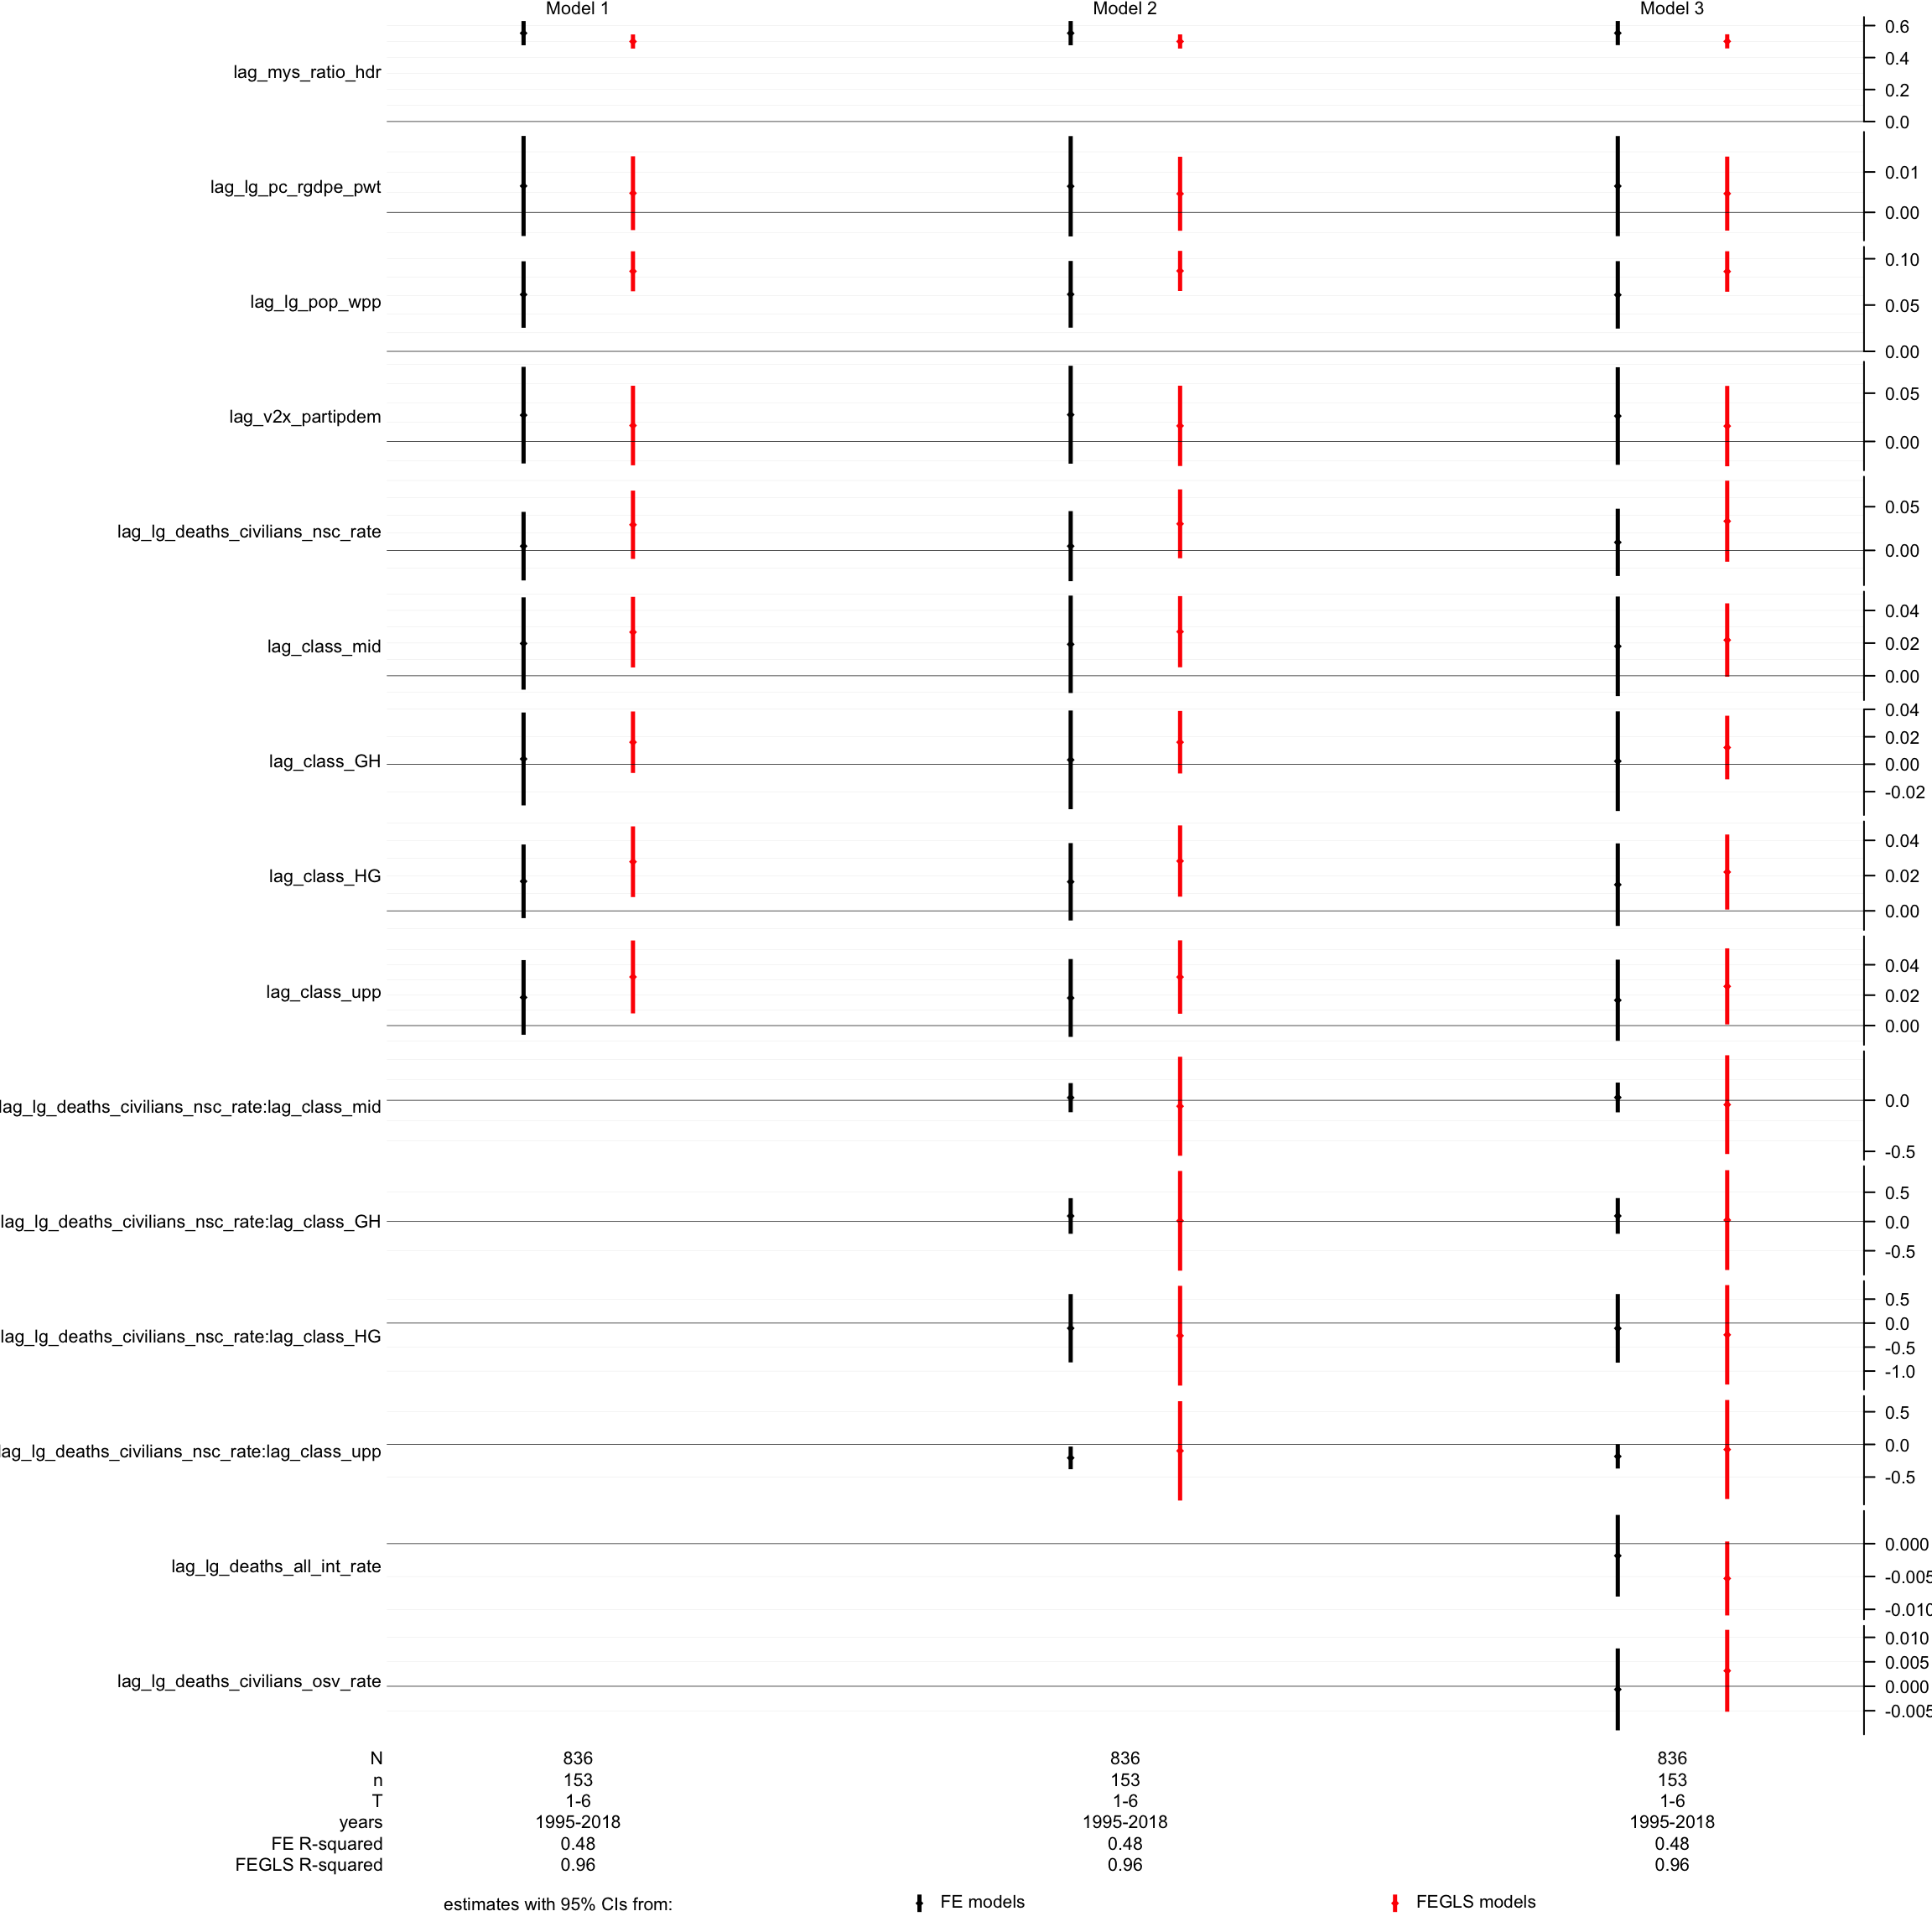 Model 1 Model 2 Model 3
0.6
0.4
lag_mys_ratio_hdr
0.2
0.0
0.01
lag_lg_pc_rgdpe_pwt
0.00
0.10
lag_lg_pop_wpp
0.05
0.00
0.05
lag_v2x_partipdem
0.00
0.05
lag_lg_deaths_civilians_nsc_rate
0.00
0.04
0.02
lag_class_mid
0.00
0.04
0.02
lag_class_GH
0.00
-0.02
0.04
lag_class_HG
0.02
0.00
0.04
lag_class_upp
0.02
0.00
0.0
lag_lg_deaths_civilians_nsc_rate:lag_class_mid
-0.5
0.5
lag_lg_deaths_civilians_nsc_rate:lag_class_GH
0.0
-0.5
0.5
0.0
lag_lg_deaths_civilians_nsc_rate:lag_class_HG
-0.5
-1.0
0.5
0.0
lag_lg_deaths_civilians_nsc_rate:lag_class_upp
-0.5
0.000
lag_lg_deaths_all_int_rate
-0.005
-0.010
0.010
0.005
lag_lg_deaths_civilians_osv_rate
0.000
-0.005
N 836 836 836
n 153 153 153
T 1-6 1-6 1-6
years 1995-2018 1995-2018 1995-2018
FE R-squared 0.48 0.48 0.48
FEGLS R-squared 0.96 0.96 0.96
estimates with 95% CIs from: FE models FEGLS models